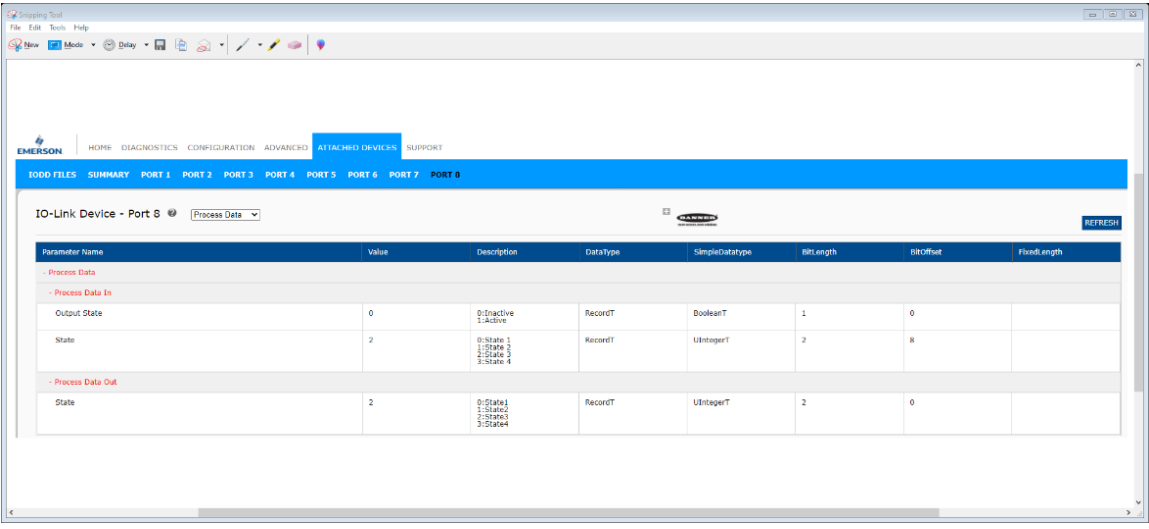 Snipping Tool
File Edit Tools Help
New Mode Delay
EMERSON HOME DIAGNOSTICS CONFIGURATION ADVANCED ATTACHED DEVICES SUPPORT
IODD FILES SUMMARY PORT 1 PORT 2 PORT 3 PORT 4 PORT 5 PORT 6 PORT 7 PORT 8
IO-Link Device - Port 8 Process Data BANNER
REFRESH
Parameter Name Value Description DataType SimpleDatatype BitLength BitOffset FixedLength
- Process Data
- Process Data In
Output State 0 0:Inactive RecordT BooleanT 1 0
1:Active
State 2 0:State 1 RecordT UIntegerT 2 8
1:State 2
2:State 3
3:State 4
- Process Data Out
State 2 0:State1 RecordT UIntegerT 2 0
1:State2
2:State3
3:State4